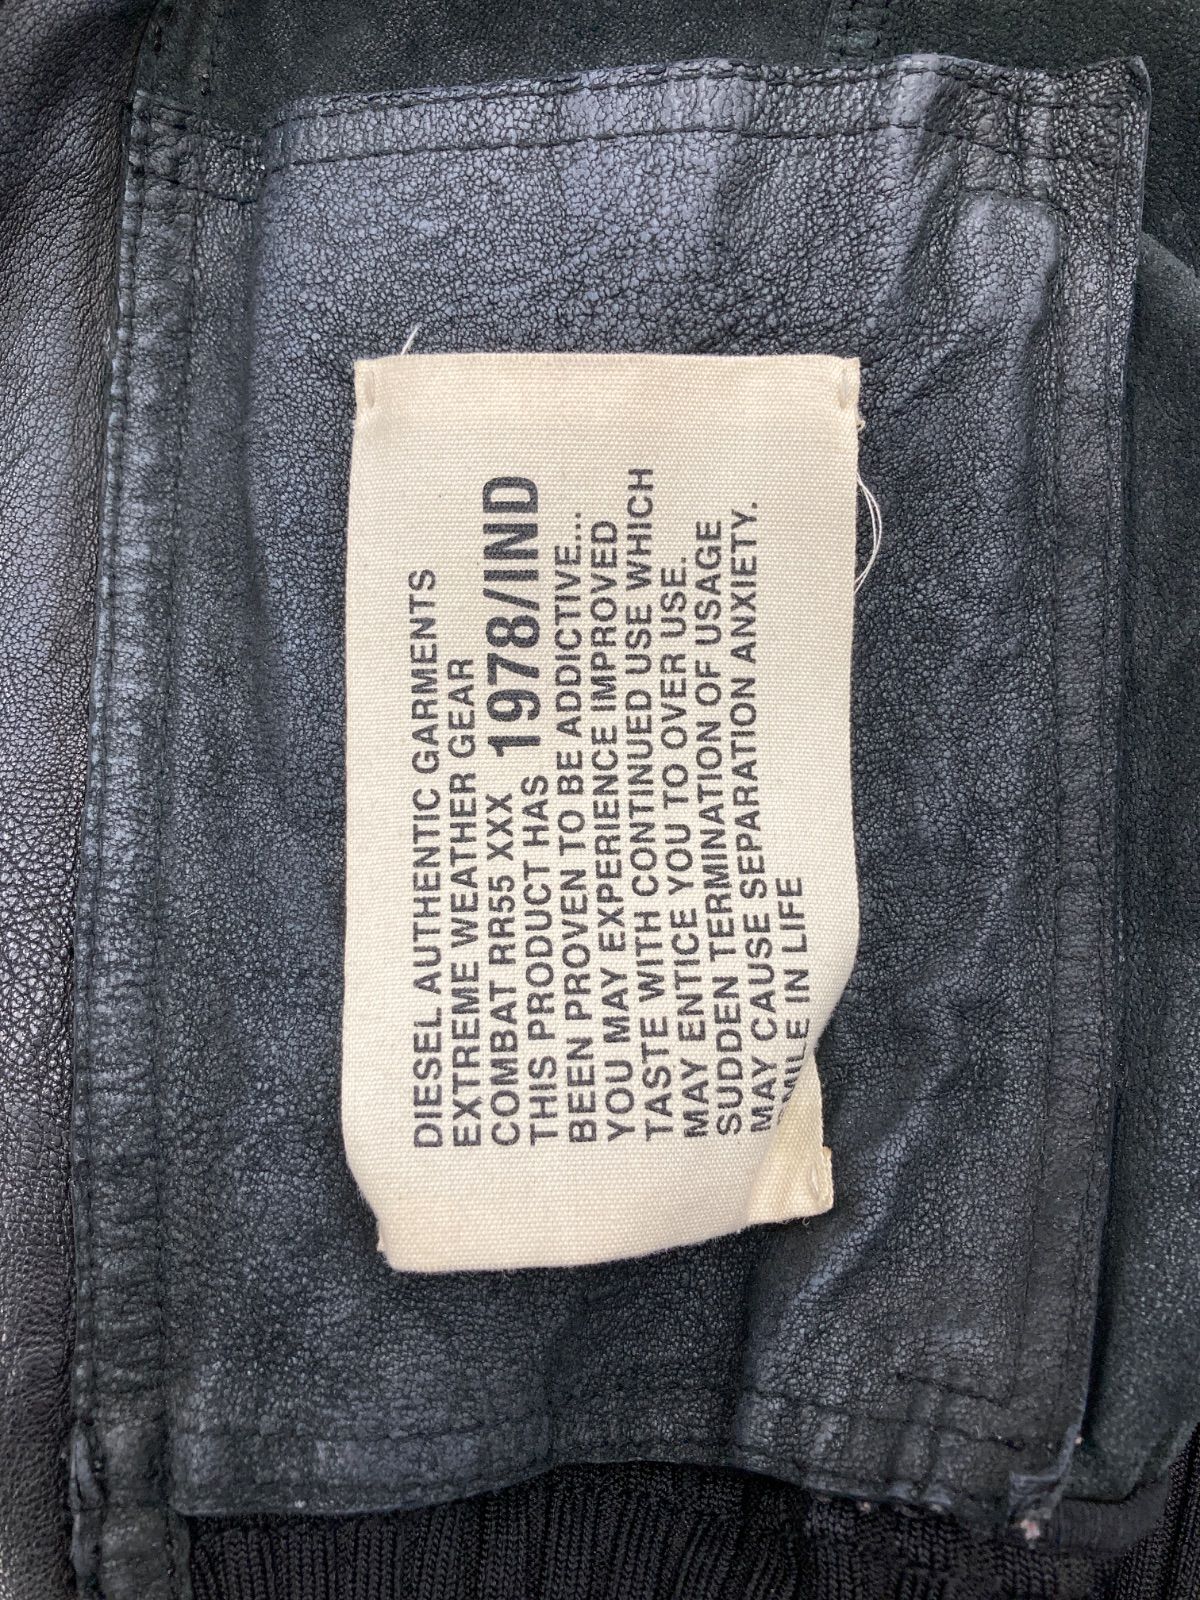 DIESEL AUTHENTIC GARMENTS
EXTREME WEATHER GEAR
COMBAT RR55 XXX 1978/IND
THIS PRODUCT HAS
BEEN PROVEN TO BE ADDICTIVE...
YOU MAY EXPERIENCE IMPROVED
TASTE WITH CONTINUED USE WHICH
MAY ENTICE YOU TO OVER USE.
SUDDEN TERMINATION OF USAGE
MAY CAUSE SEPARATION ANXIETY.
IN LIFE